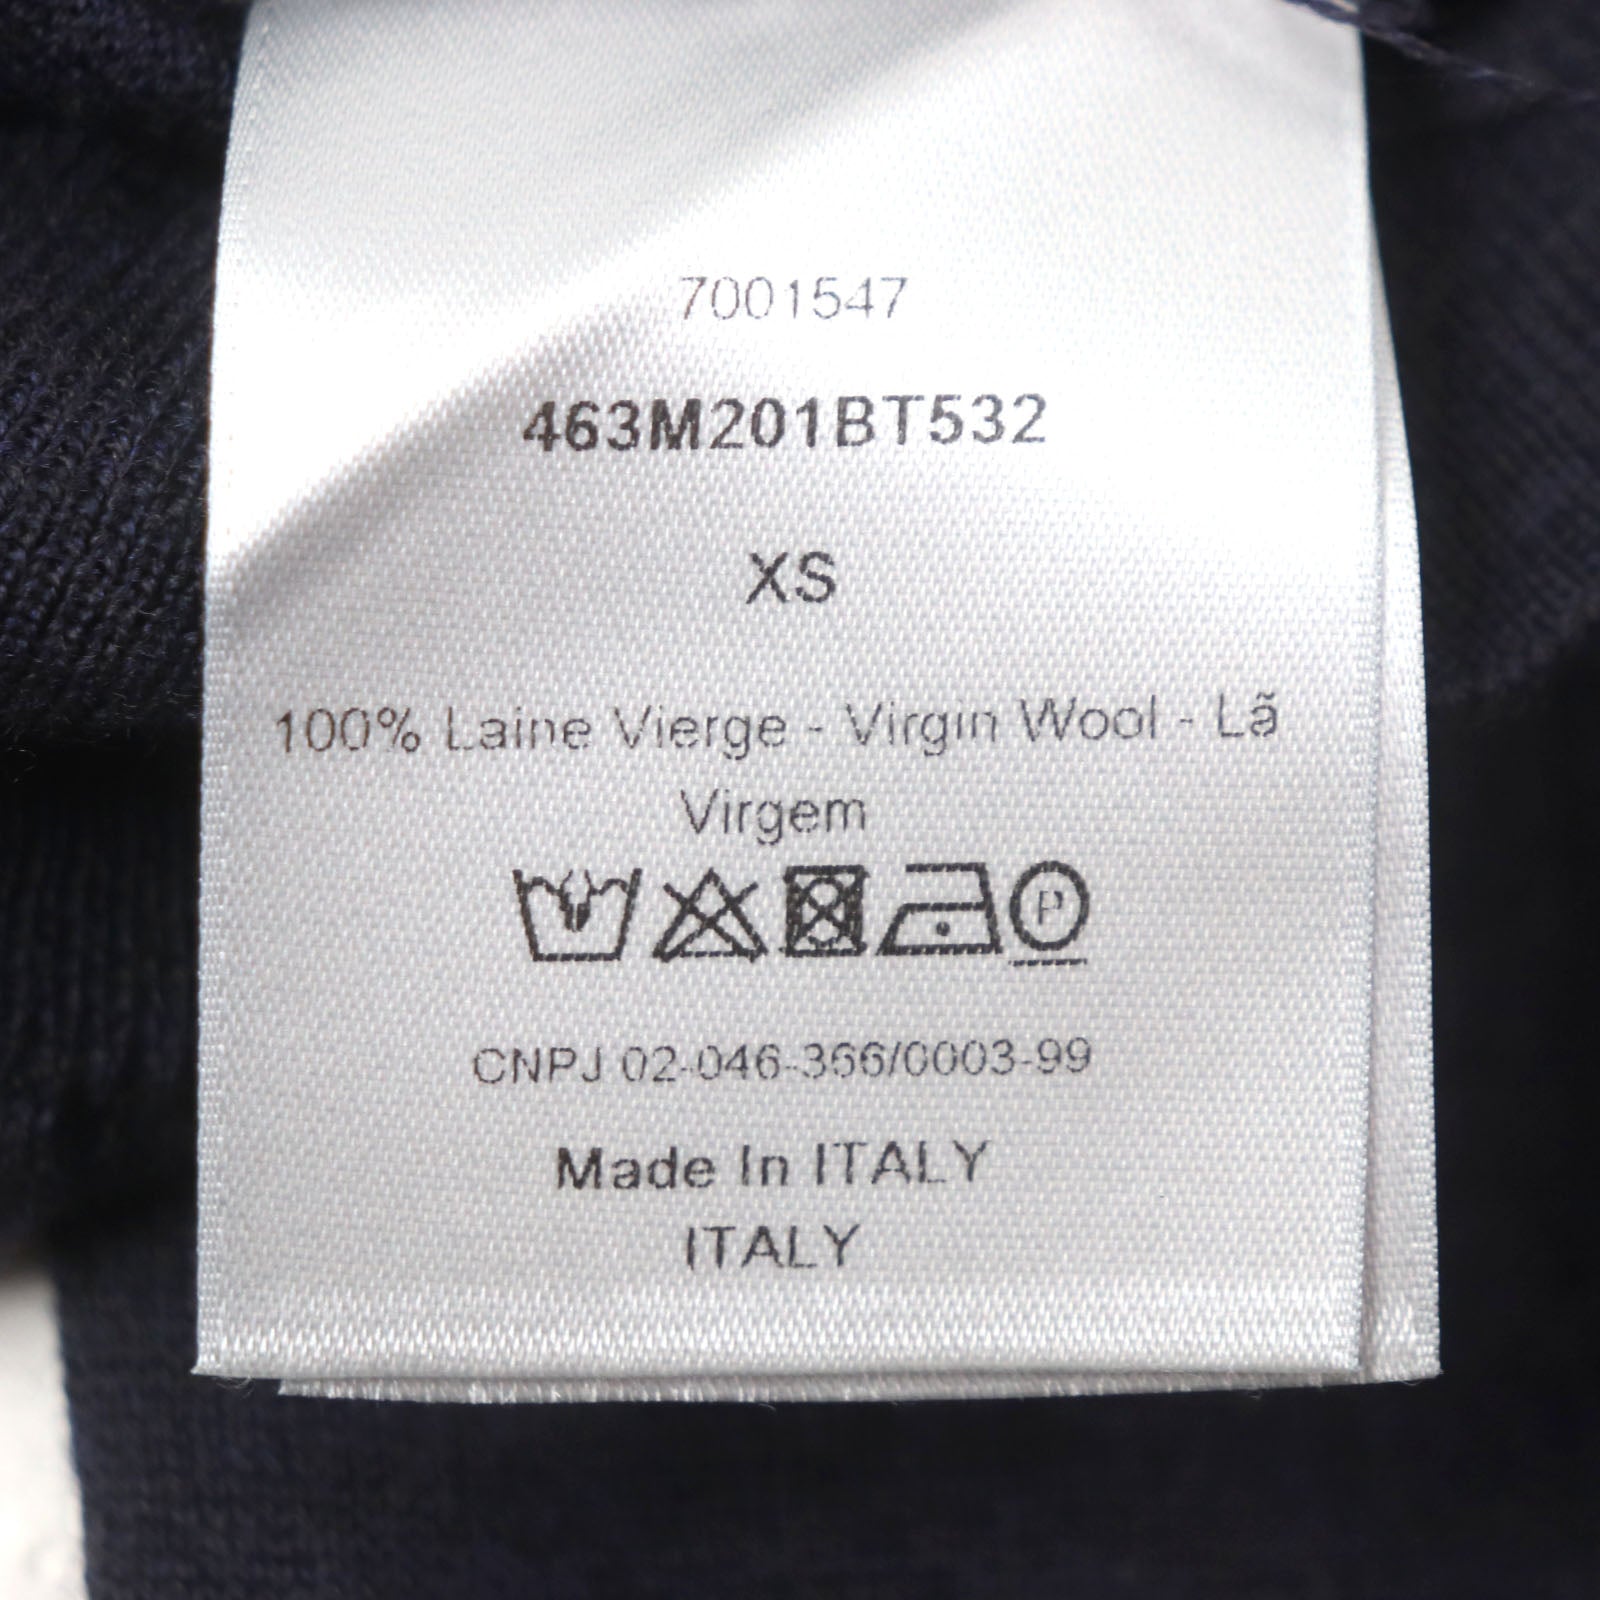 7001547
463M201BT532
XS
100% Laine Vierge - Virgin Wool - Lã
Virgem
P
CNPJ 02-046-366/0003-99
Made In ITALY
ITALY